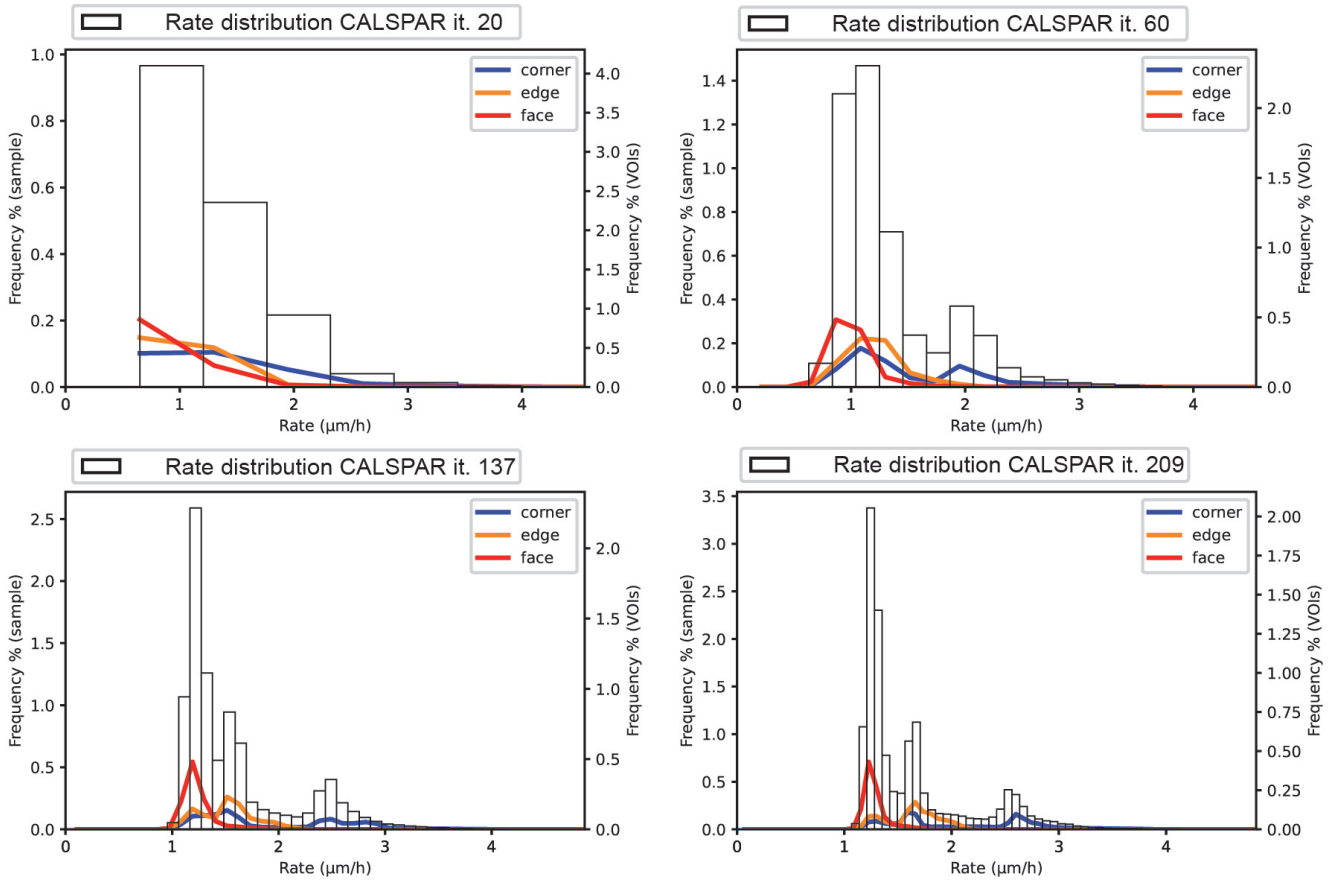 Rate distribution CALSPAR it. 20
1.0
0.8
0.6
0.4
0.2
0.0
Frequency % (sample)
corner
edge
face
4.0
3.5
3.0
2.5
2.0
1.5
1.0
0.5
0.0
Frequency % (VOIs)
0 1 2 3 4
Rate (μm/h)
Rate distribution CALSPAR it. 60
1.4
1.2
1.0
0.8
0.6
0.4
0.2
0.0
Frequency % (sample)
corner
edge
face
2.0
1.5
1.0
0.5
0.0
Frequency % (VOIs)
0 1 2 3 4
Rate (μm/h)
Rate distribution CALSPAR it. 137
2.5
2.0
1.5
1.0
0.5
0.0
Frequency % (sample)
corner
edge
face
2.0
1.5
1.0
0.5
0.0
Frequency % (VOIs)
0 1 2 3 4
Rate (μm/h)
Rate distribution CALSPAR it. 209
3.5
3.0
2.5
2.0
1.5
1.0
0.5
0.0
Frequency % (sample)
corner
edge
face
2.00
1.75
1.50
1.25
1.00
0.75
0.50
0.25
0.00
Frequency % (VOIs)
0 1 2 3 4
Rate (μm/h)